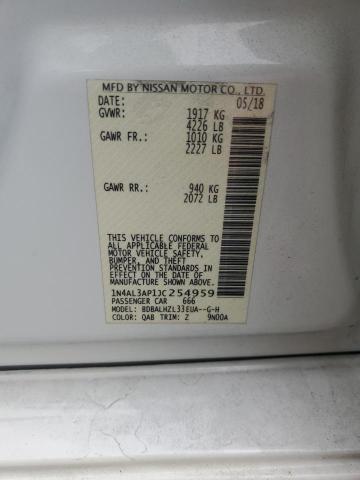 MFD BY NISSAN MOTOR CO., LTD.
DATE: 05/18
GVWR: 1917 KG
4226 LB
GAWR FR: 1010 KG
2227 LB
GAWR RR: 940 KG
2072 LB
THIS VEHICLE CONFORMS TO
ALL APPLICABLE FEDERAL
MOTOR VEHICLE SAFETY,
BUMPER, AND THEFT
PREVENTION STANDARDS IN
EFFECT ON THE DATE OF
MANUFACTURE SHOWN ABOVE.
1N4AL3AP1JC254959
PASSENGER CAR 666
MODEL: BDBALHZL33EUA--G-H
COLOR: QAB TRIM: Z 9N00A